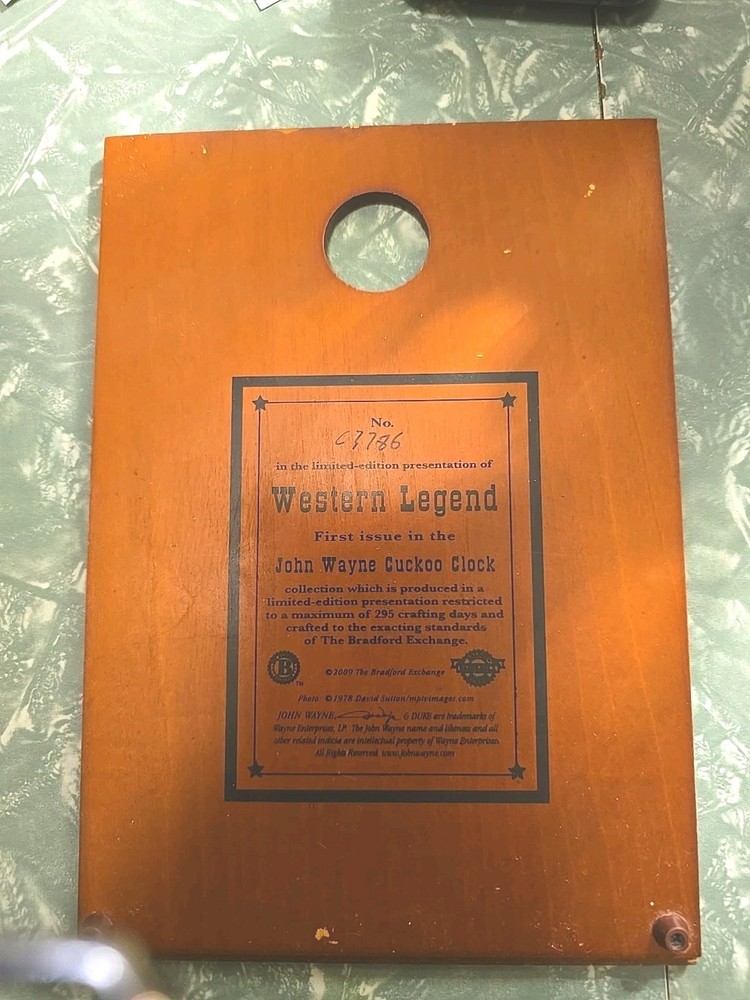 No.
C3786
in the limited-edition presentation of
Western Legend
First issue in the
John Wayne Cuckoo Clock
collection which is produced in a
limited-edition presentation restricted
to a maximum of 295 crafting days and
crafted to the exacting standards
of The Bradford Exchange.
B
TM
©2009 The Bradford Exchange
Photo: ©1978 David Sutton/mptvimages.com
JOHN WAYNE, & DUKE are trademarks of
Wayne Enterprises, LP. The John Wayne name and likeness and all
other related indicia are intellectual property of Wayne Enterprises.
All Rights Reserved. www.johnwayne.com